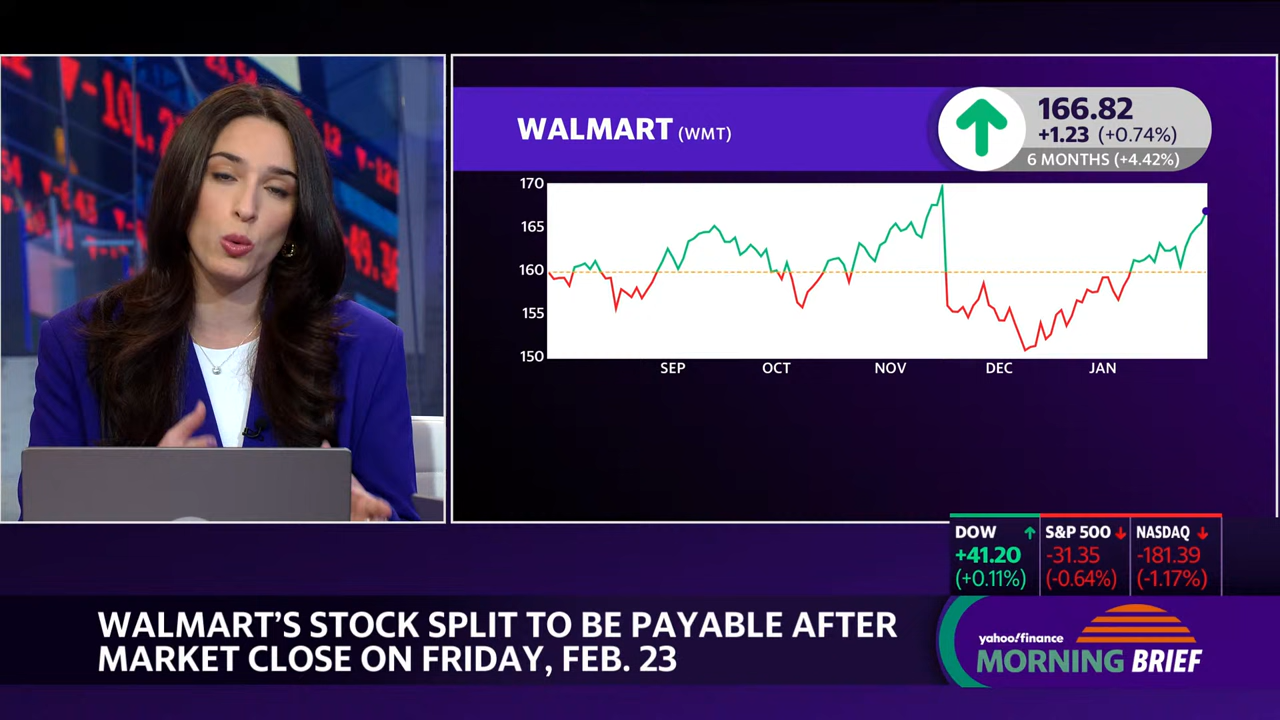 WALMART (WMT)
166.82
+1.23 (+0.74%)
6 MONTHS (+4.42%)
170
165
160
155
150
SEP OCT NOV DEC JAN
DOW
+41.20
(+0.11%)
S&P 500
-31.35
(-0.64%)
NASDAQ
-181.39
(-1.17%)
WALMART'S STOCK SPLIT TO BE PAYABLE AFTER
MARKET CLOSE ON FRIDAY, FEB. 23
yahoo!finance
MORNING BRIEF